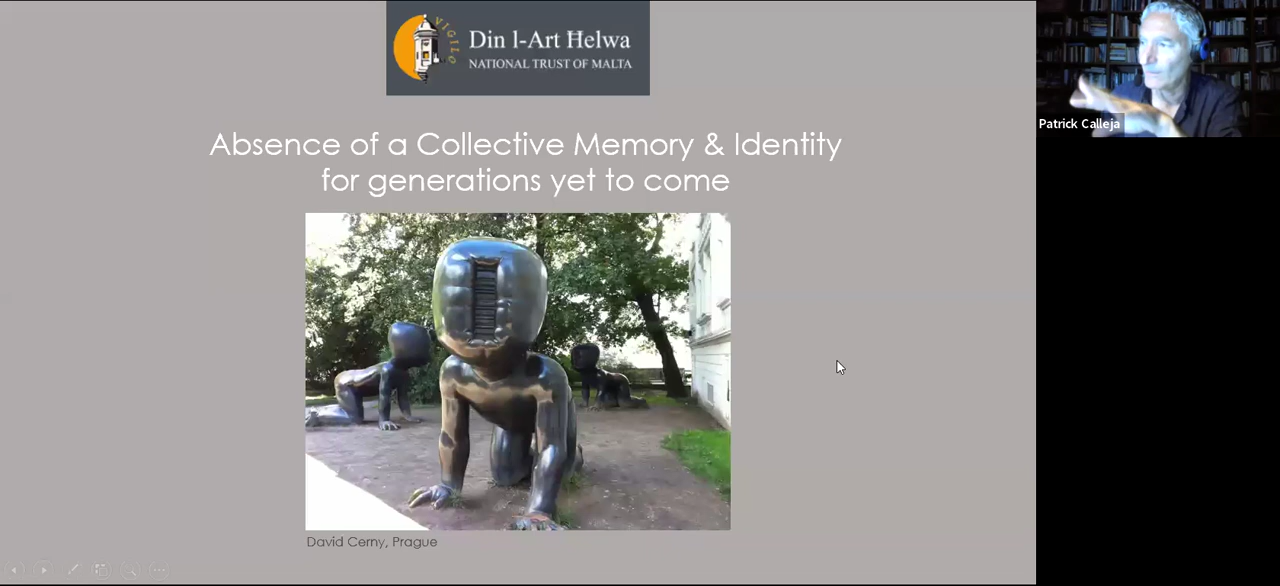 VIGILO
Din l-Art Helwa
NATIONAL TRUST OF MALTA
Patrick Calleja
Absence of a Collective Memory & Identity
for generations yet to come
David Cerny, Prague